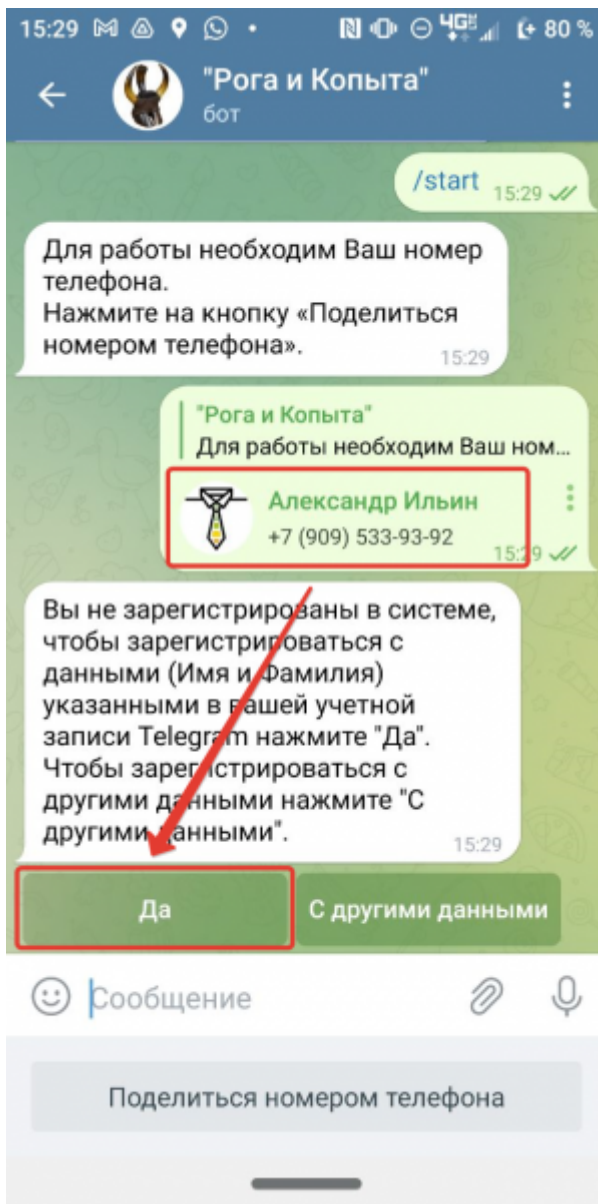 15:29 80 %
"Рога и Копыта"
бот
/start 15:29
Для работы необходим Ваш номер
телефона.
Нажмите на кнопку «Поделиться
номером телефона».
15:29
"Рога и Копыта"
Для работы необходим Ваш ном...
Александр Ильин
+7 (909) 533-93-92
15:29
Вы не зарегистрированы в системе,
чтобы зарегистрироваться с
данными (Имя и Фамилия)
указанными в вашей учетной
записи Telegram нажмите "Да".
Чтобы зарегистрироваться с
другими данными нажмите "С
другими данными".
15:29
Да С другими данными
Сообщение
Поделиться номером телефона